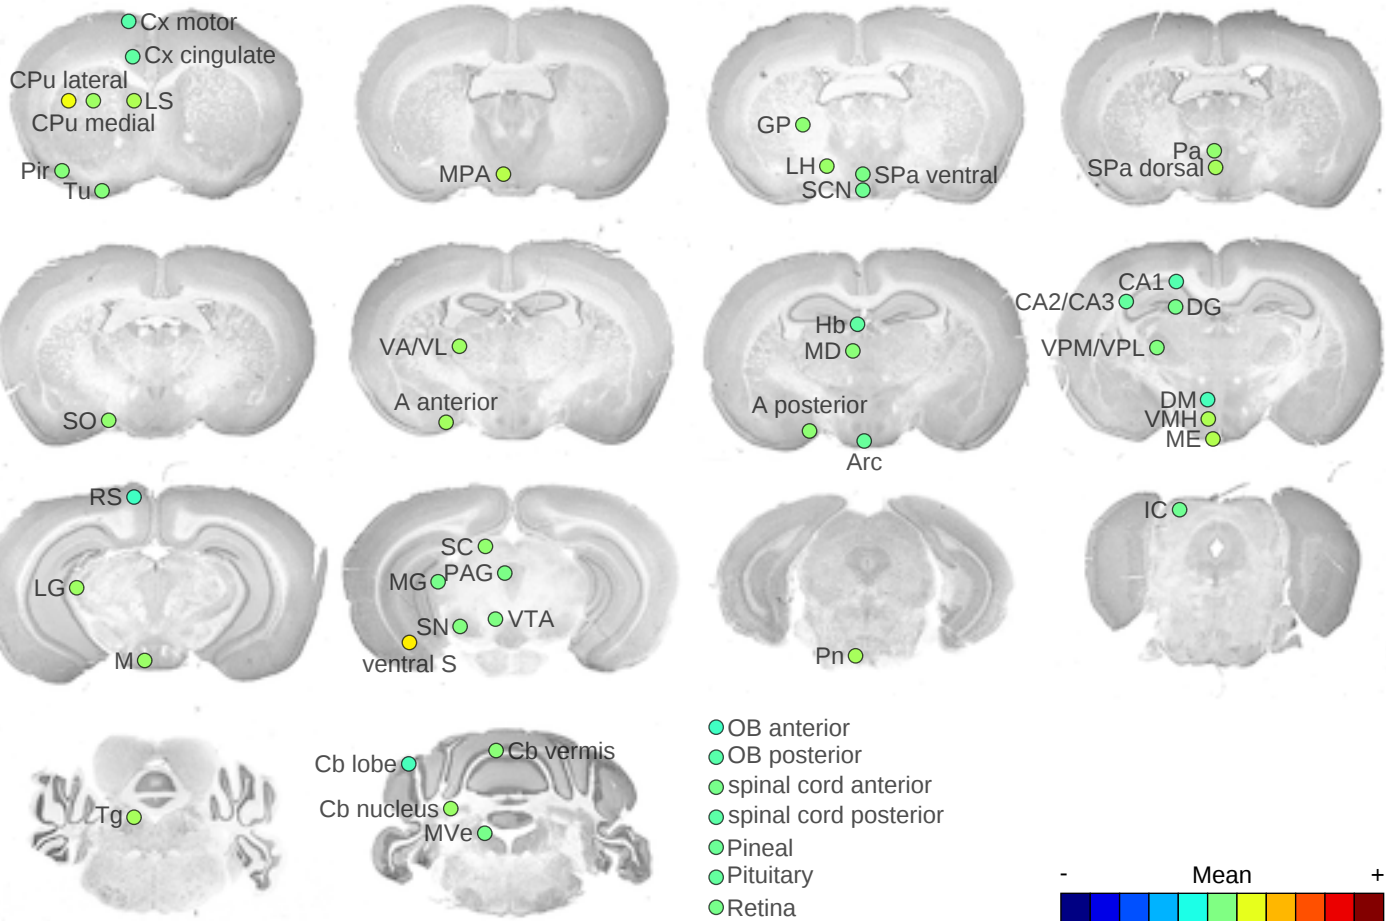 Cx motor
Cx cingulate
CPu lateral
LS
CPu medial
Pir
Tu
MPA
GP
LH
SPa ventral
SCN
Pa
SPa dorsal
SO
VA/VL
A anterior
Hb
MD
A posterior
Arc
CA1
CA2/CA3
DG
VPM/VPL
DM
VMH
ME
RS
LG
M
SC
PAG
MG
SN
VTA
ventral S
Pn
IC
Tg
Cb lobe
Cb vermis
Cb nucleus
MVe
OB anterior
OB posterior
spinal cord anterior
spinal cord posterior
Pineal
Pituitary
Retina
- Mean +